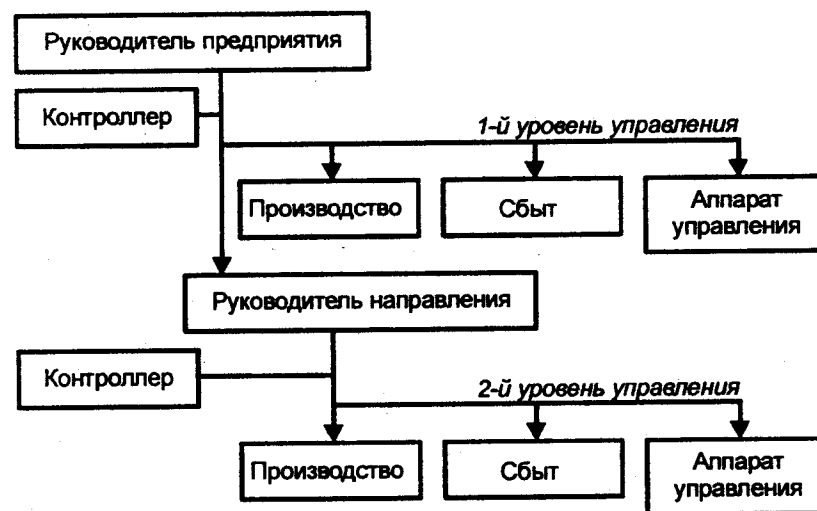 Руководитель предприятия
Контроллер
1-й уровень управления
Производство
Сбыт
Аппарат
управления
Руководитель направления
Контроллер
2-й уровень управления
Производство
Сбыт
Аппарат
управления